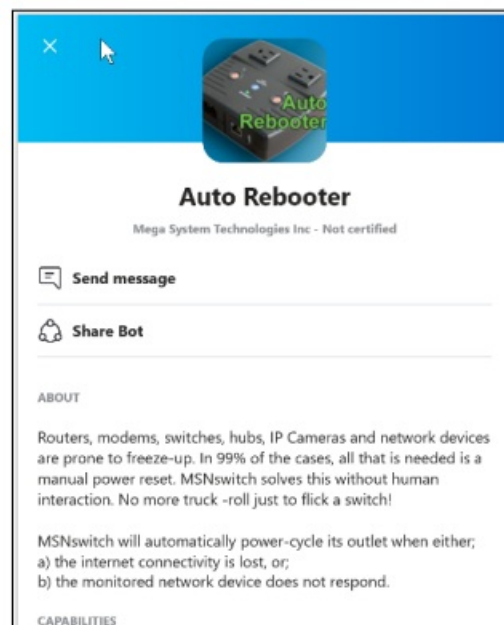 Auto
Rebooter
Auto Rebooter
Mega System Technologies Inc - Not certified
Send message
Share Bot
ABOUT
Routers, modems, switches, hubs, IP Cameras and network devices
are prone to freeze-up. In 99% of the cases, all that is needed is a
manual power reset. MSNswitch solves this without human
interaction. No more truck -roll just to flick a switch!
MSNswitch will automatically power-cycle its outlet when either;
a) the internet connectivity is lost, or;
b) the monitored network device does not respond.
CAPABILITIES